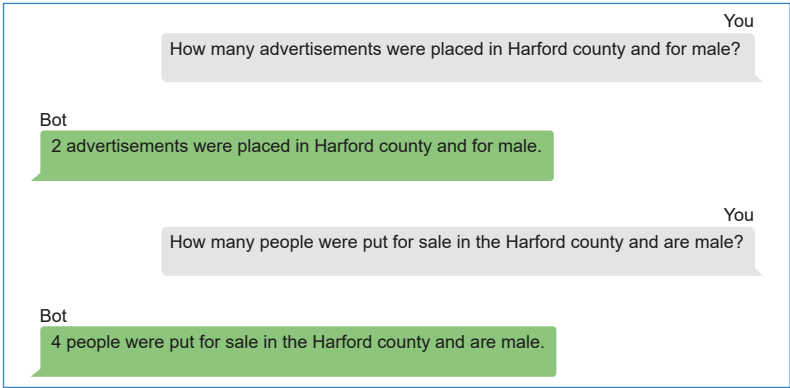 You
How many advertisements were placed in Harford county and for male?
Bot
2 advertisements were placed in Harford county and for male.
You
How many people were put for sale in the Harford county and are male?
Bot
4 people were put for sale in the Harford county and are male.